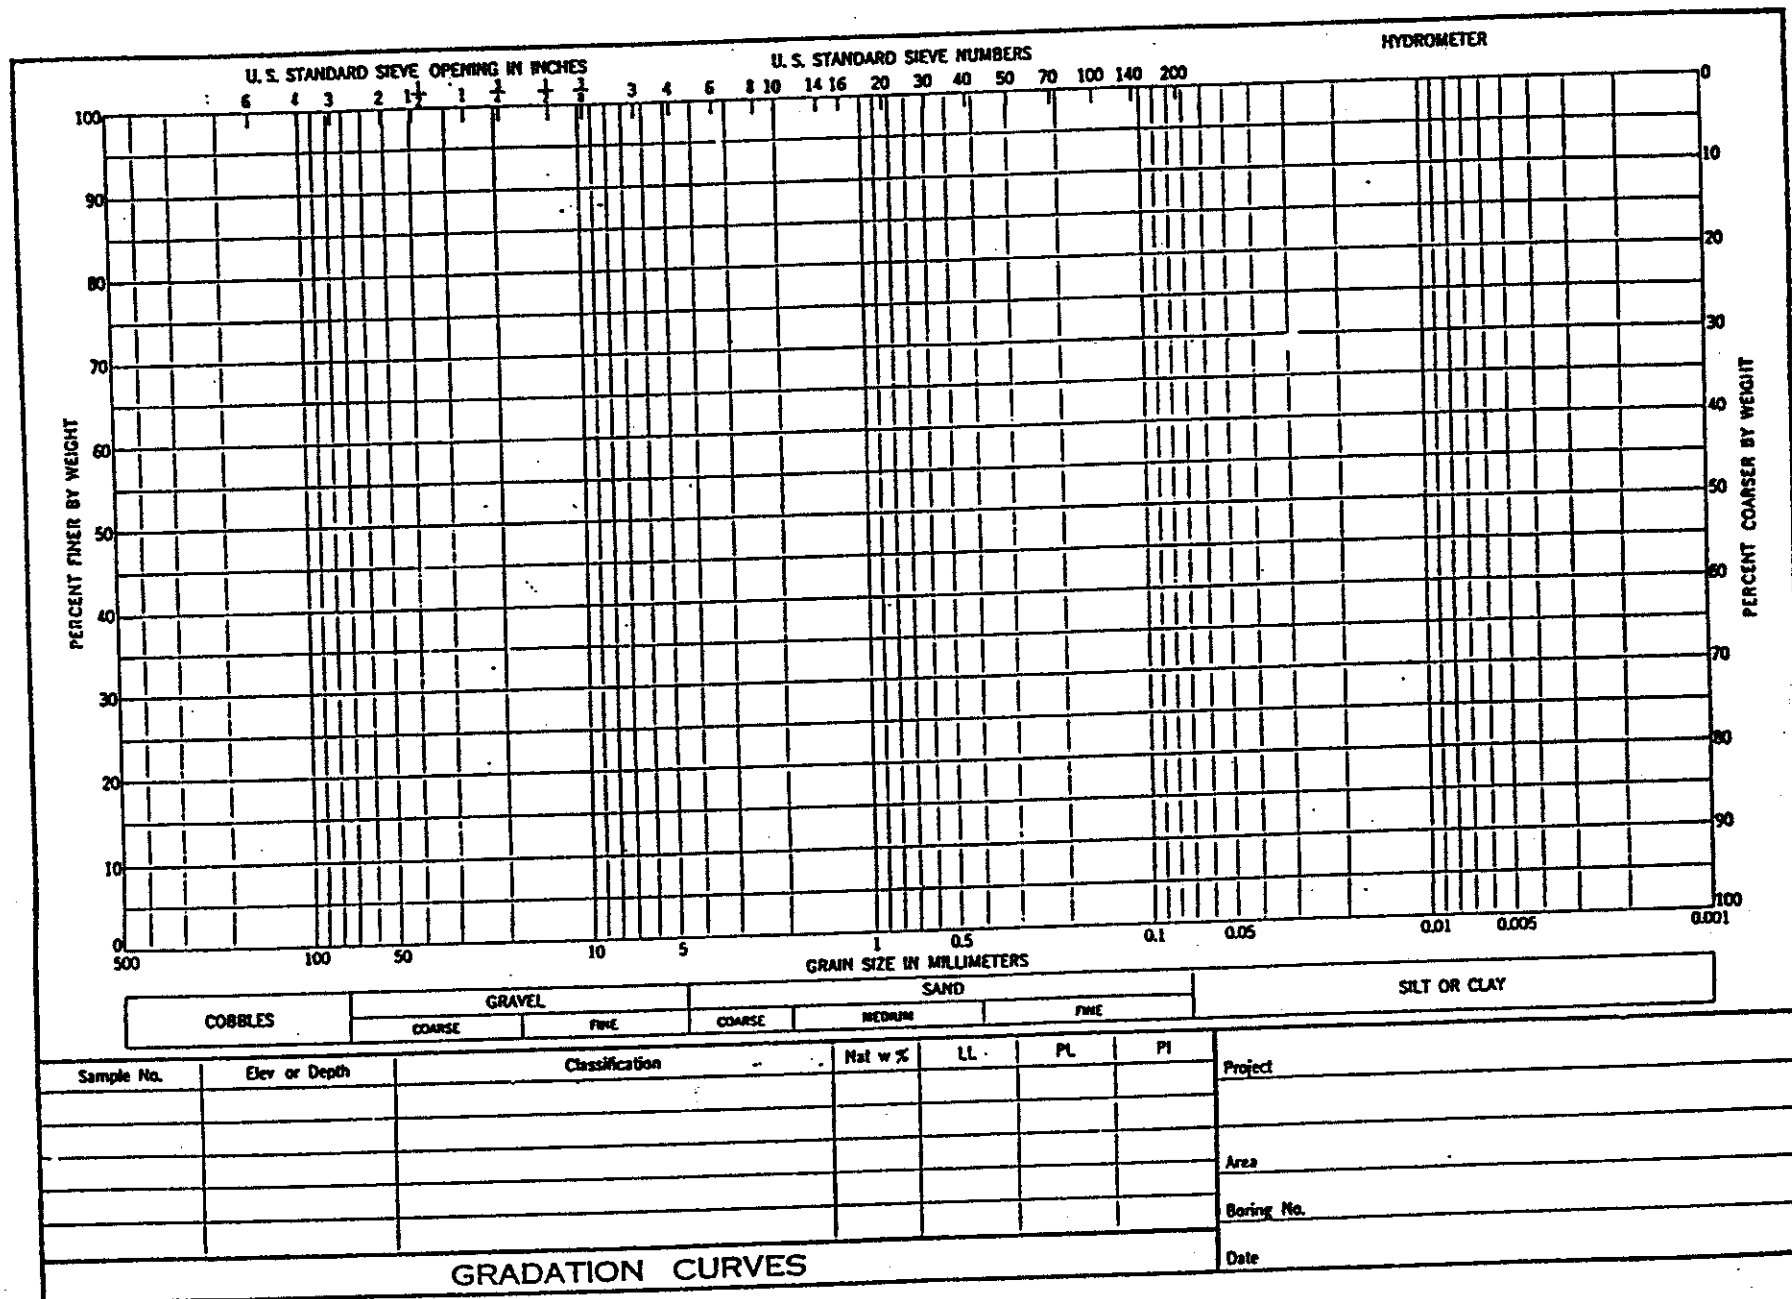 HYDROMETER
U. S. STANDARD SIEVE OPENING IN INCHES
U. S. STANDARD SIEVE NUMBERS
6 4 3 2 1½ 1 ¾ ½ ⅜ 3 4 6 8 10 14 16 20 30 40 50 70 100 140 200
100
90
80
70
60
50
40
30
20
10
0
PERCENT FINER BY WEIGHT
0
10
20
30
40
50
60
70
80
90
100
PERCENT COARSER BY WEIGHT
500 100 50 10 5 1 0.5 0.1 0.05 0.01 0.005 0.001
GRAIN SIZE IN MILLIMETERS
COBBLES GRAVEL SAND SILT OR CLAY
COARSE FINE COARSE MEDIUM FINE
Sample No. Elev or Depth Classification Nat w % LL PL PI
Project
Area
Boring No.
Date
GRADATION CURVES